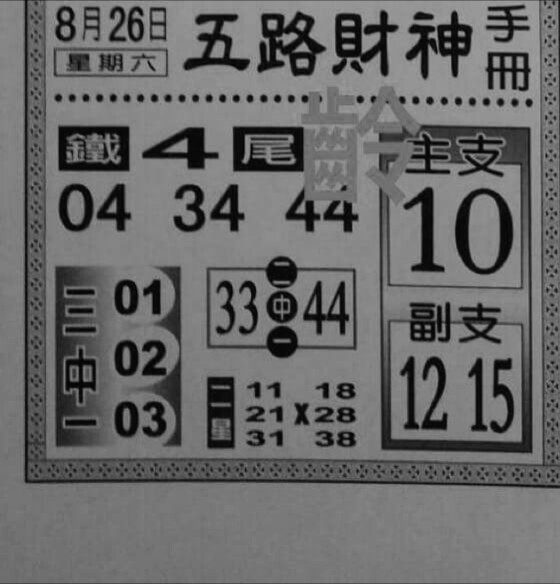 8月26日
星期六
五路財神
手冊
齡
鐵 4 尾
04 34 44
主支
10
三中一
01
02
03
33 二中一 44
副支
12 15
二星
11 18
21 X 28
31 38